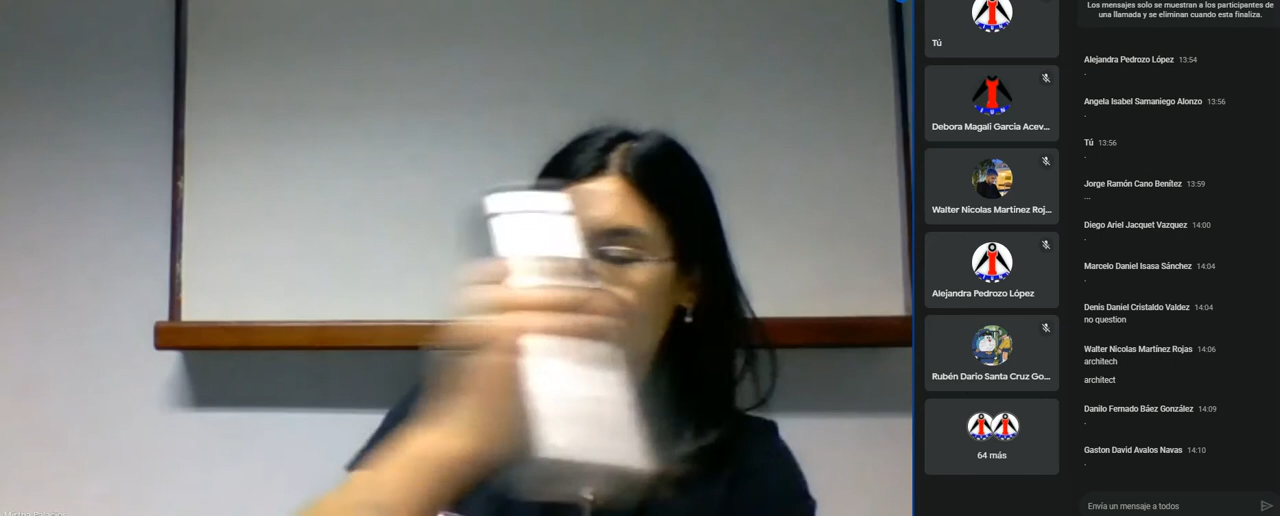 Tú
Debora Magali Garcia Acev...
Walter Nicolas Martinez Roj...
Alejandra Pedrozo López
Rubén Dario Santa Cruz Go...
64 más
Los mensajes solo se muestran a los participantes de
una llamada y se eliminan cuando esta finaliza.
Alejandra Pedrozo López 13:54
.
Angela Isabel Samaniego Alonzo 13:56
.
Tú 13:56
.
Jorge Ramón Cano Benítez 13:59
...
Diego Ariel Jacquet Vazquez 14:00
.
Marcelo Daniel Isasa Sánchez 14:04
.
Denis Daniel Cristaldo Valdez 14:04
no question
Walter Nicolas Martínez Rojas 14:06
architech
architect
Danilo Fernado Báez González 14:09
.
Gaston David Avalos Navas 14:10
.
Envía un mensaje a todos